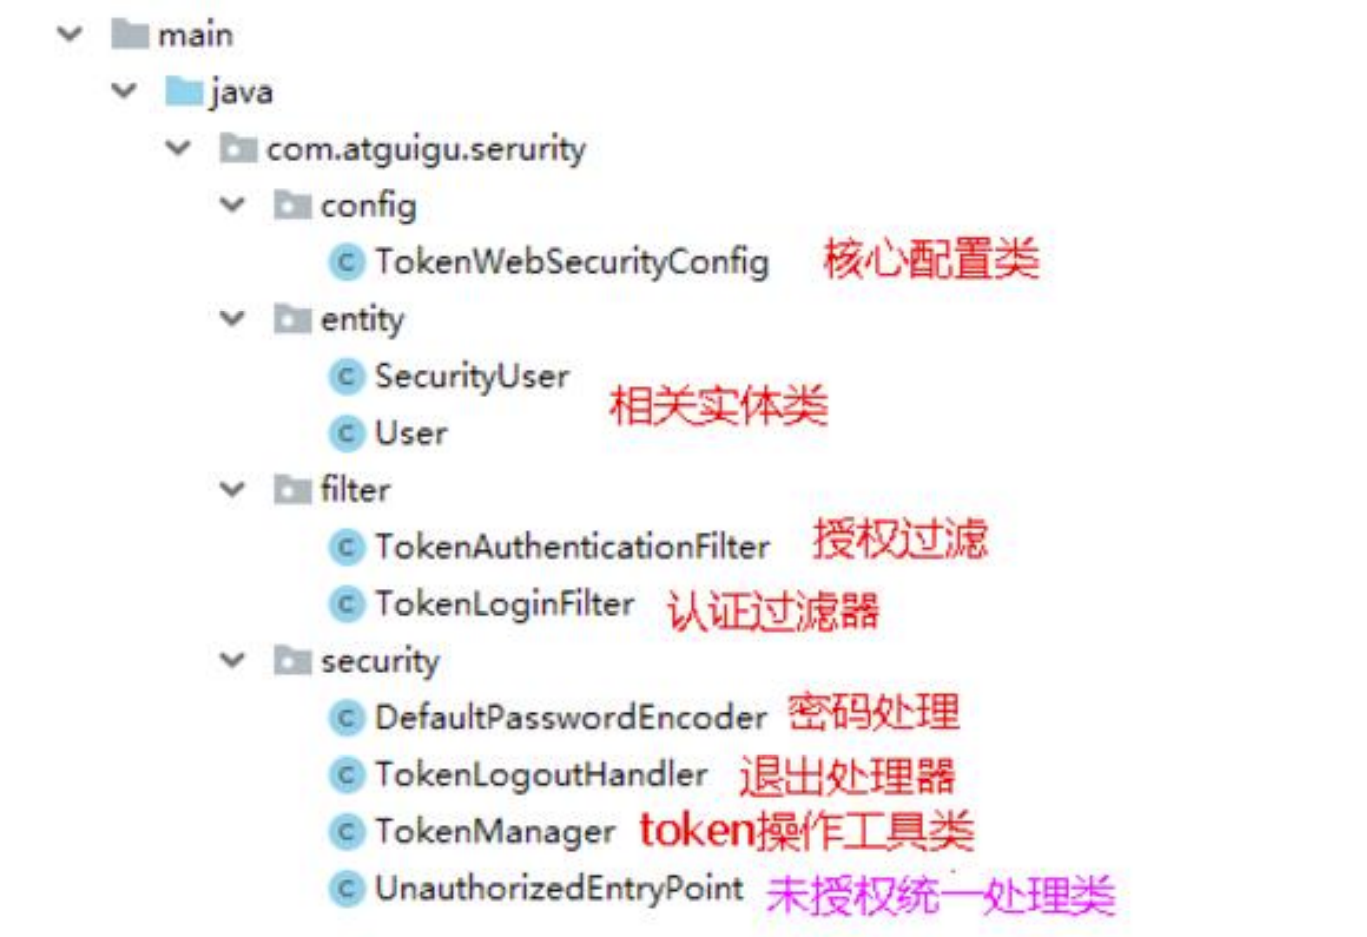 main
java
com.atguigu.serurity
config
TokenWebSecurityConfig 核心配置类
entity
SecurityUser
相关实体类
User
filter
TokenAuthenticationFilter 授权过滤
TokenLoginFilter 认证过滤器
security
DefaultPasswordEncoder 密码处理
TokenLogoutHandler 退出处理器
TokenManager token操作工具类
UnauthorizedEntryPoint 未授权统一处理类